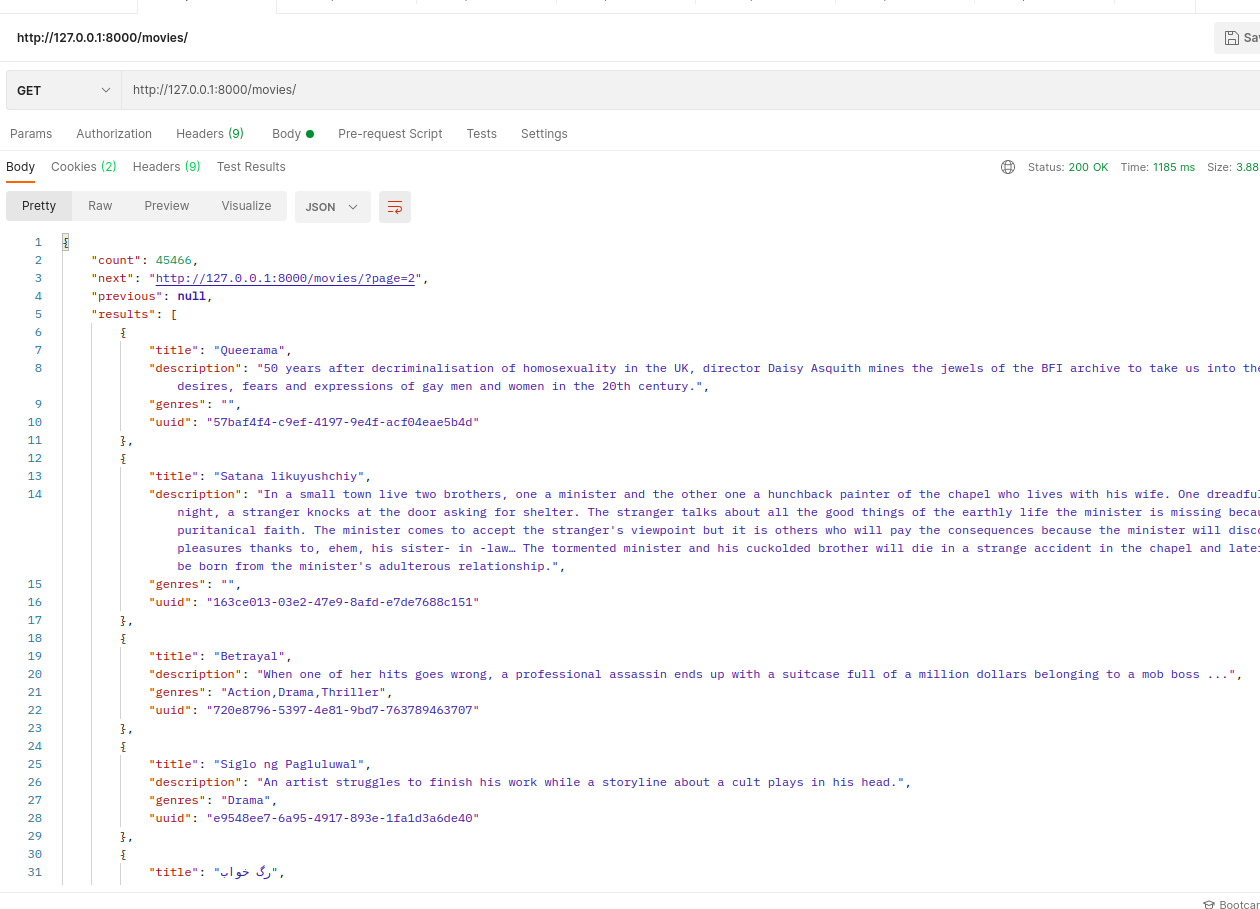 http://127.0.0.1:8000/movies/
GET http://127.0.0.1:8000/movies/
Params Authorization Headers (9) Body Pre-request Script Tests Settings
Body Cookies (2) Headers (9) Test Results Status: 200 OK Time: 1185 ms Size: 3.88
Pretty Raw Preview Visualize JSON
1 {
2 "count": 45466,
3 "next": "http://127.0.0.1:8000/movies/?page=2",
4 "previous": null,
5 "results": [
6 {
7 "title": "Queerama",
8 "description": "50 years after decriminalisation of homosexuality in the UK, director Daisy Asquith mines the jewels of the BFI archive to take us into the
desires, fears and expressions of gay men and women in the 20th century.",
9 "genres": "",
10 "uuid": "57baf4f4-c9ef-4197-9e4f-acf04eae5b4d"
11 },
12 {
13 "title": "Satana likuyushchiy",
14 "description": "In a small town live two brothers, one a minister and the other one a hunchback painter of the chapel who lives with his wife. One
night, a stranger knocks at the door asking for shelter. The stranger talks about all the good things of the earthly life the minister is missing
puritanical faith. The minister comes to accept the stranger's viewpoint but it is others who will pay the consequences because the minister will
pleasures thanks to, ehem, his sister- in -law… The tormented minister and his cuckolded brother will die in a strange accident in the chapel and
be born from the minister's adulterous relationship.",
15 "genres": "",
16 "uuid": "163ce013-03e2-47e9-8afd-e7de7688c151"
17 },
18 {
19 "title": "Betrayal",
20 "description": "When one of her hits goes wrong, a professional assassin ends up with a suitcase full of a million dollars belonging to a mob boss ...",
21 "genres": "Action,Drama,Thriller",
22 "uuid": "720e8796-5397-4e81-9bd7-763789463707"
23 },
24 {
25 "title": "Siglo ng Pagluluwal",
26 "description": "An artist struggles to finish his work while a storyline about a cult plays in his head.",
27 "genres": "Drama",
28 "uuid": "e9548ee7-6a95-4917-893e-1fa1d3a6de40"
29 },
30 {
31 "title": "رگ خواب",